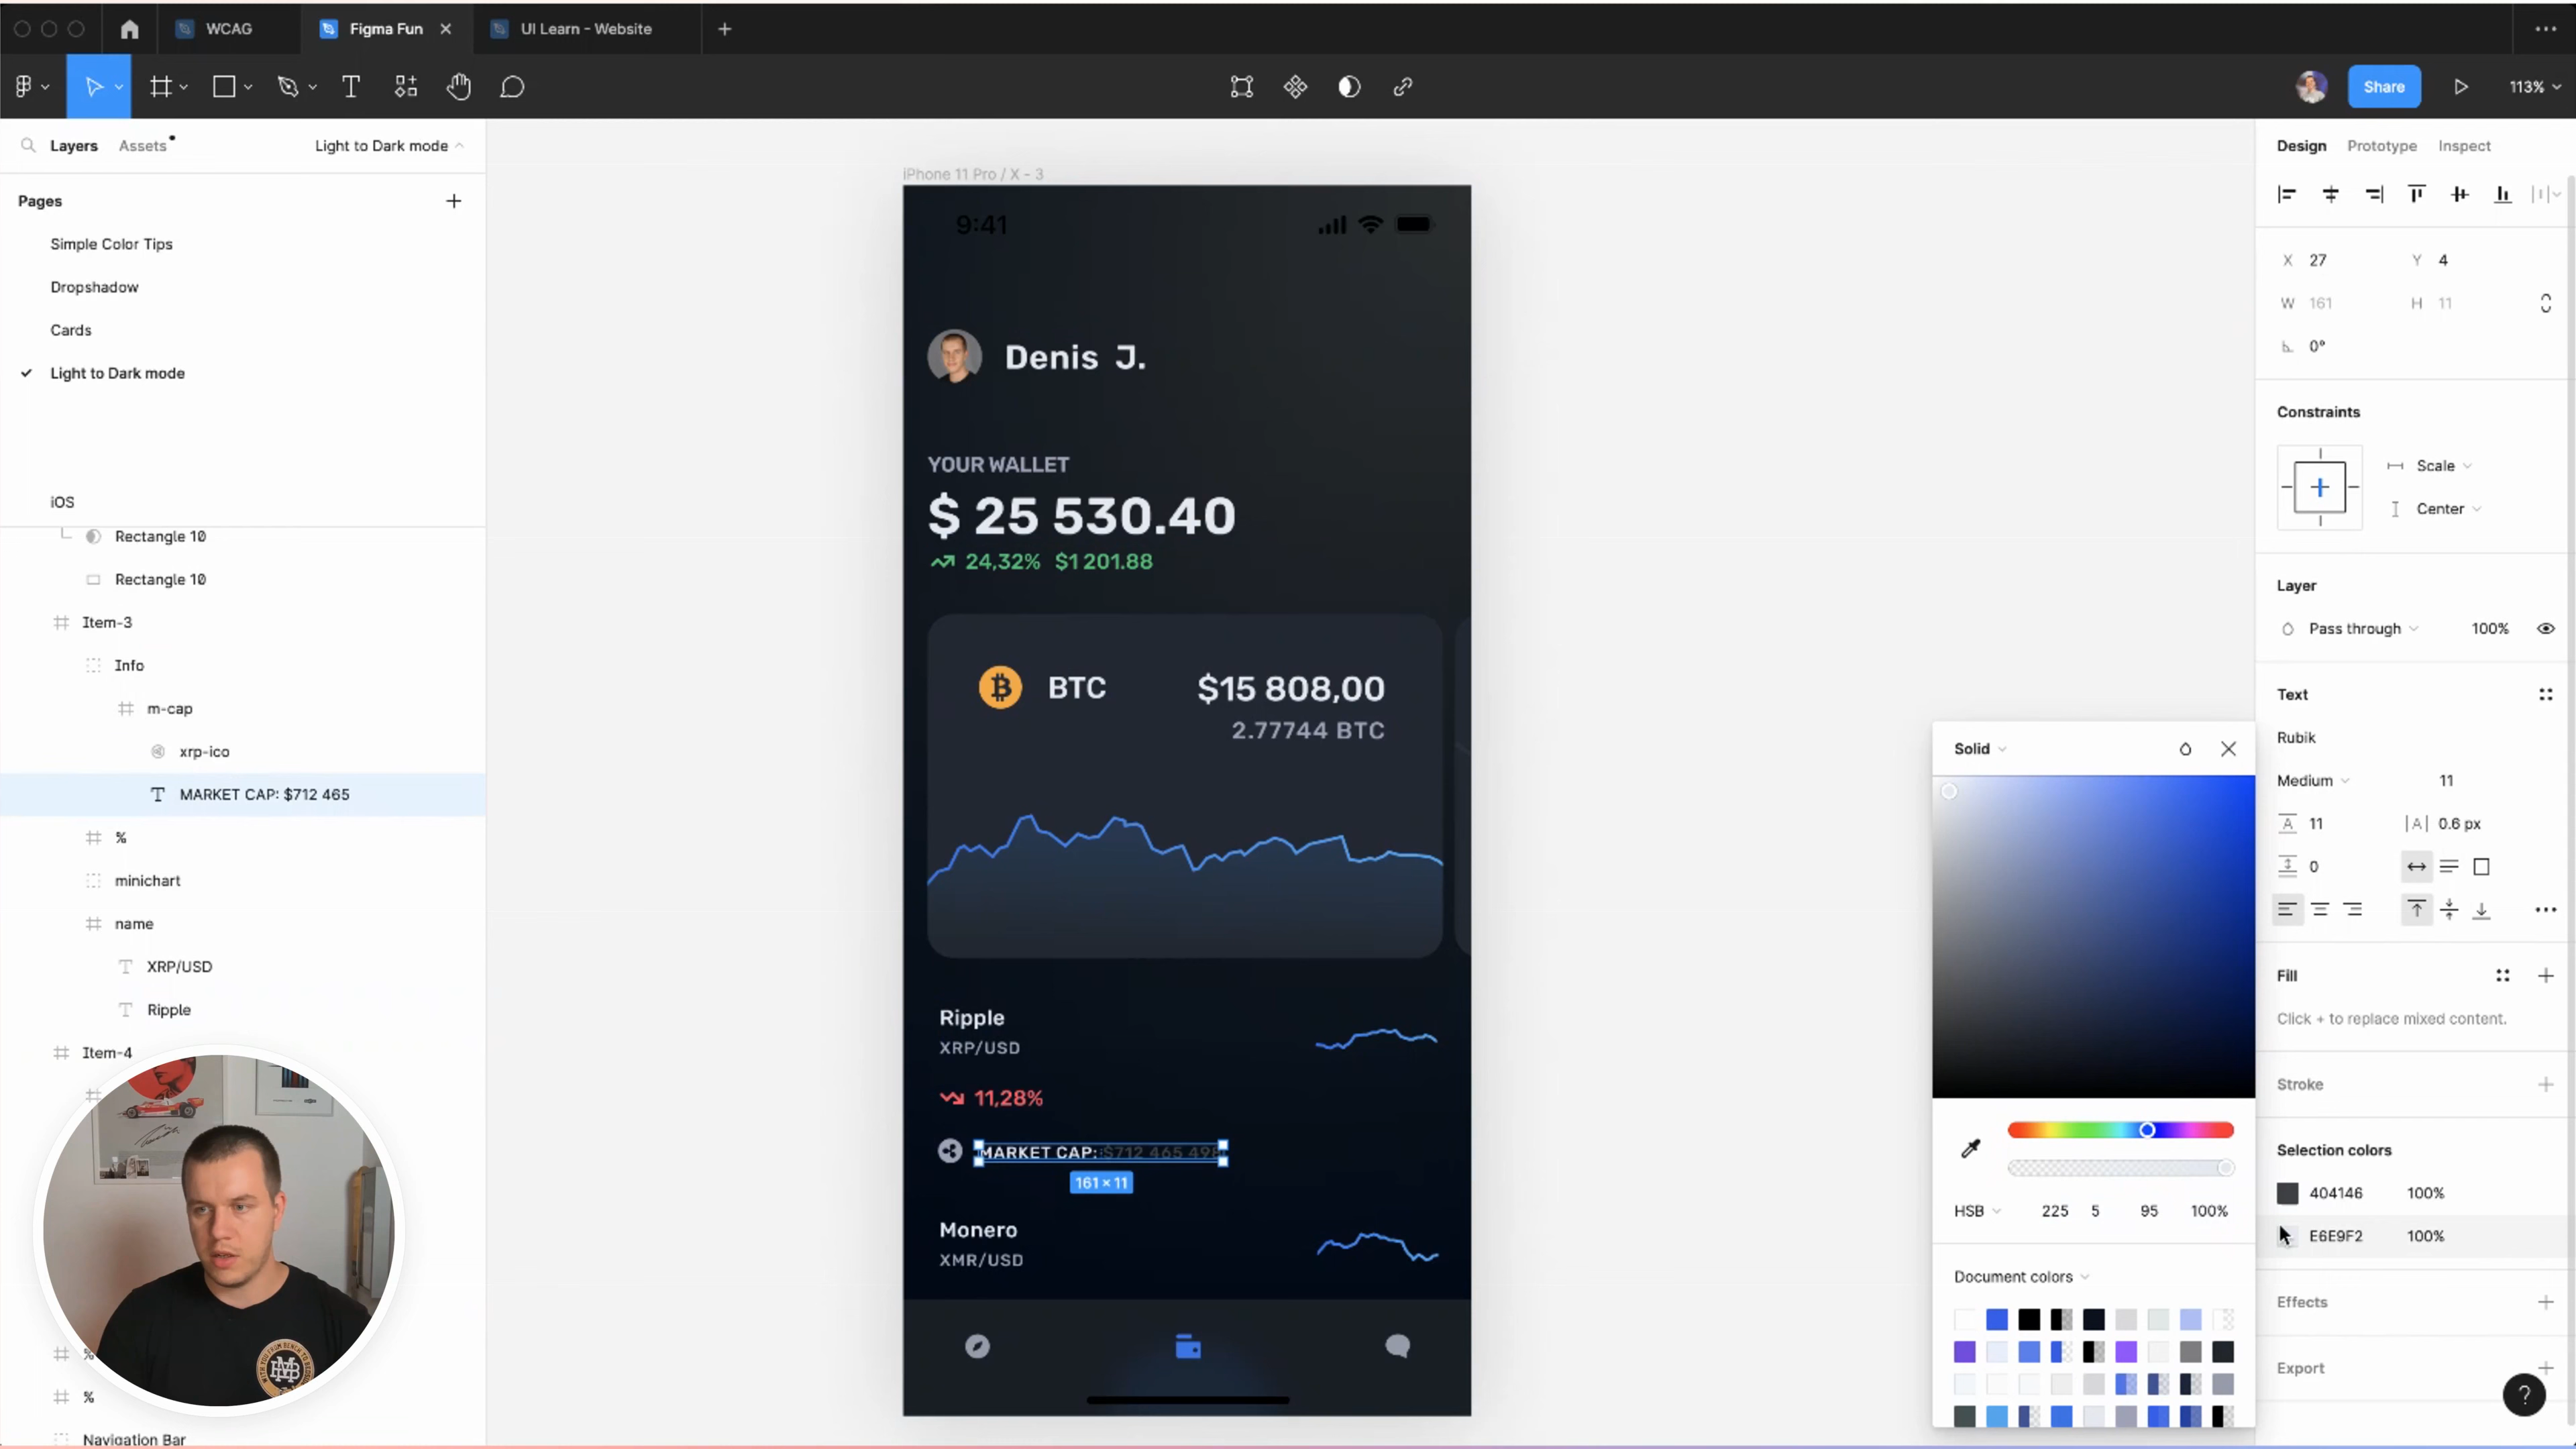 WCAG
Figma Fun
UI Learn - Website
Share
113%
Layers
Assets
Light to Dark mode
Pages
Simple Color Tips
Dropshadow
Cards
Light to Dark mode
iOS
Rectangle 10
Rectangle 10
Item-3
Info
m-cap
xrp-ico
MARKET CAP: $712 465
%
minichart
name
XRP/USD
Ripple
Item-4
%
%
Navigation Bar
iPhone 11 Pro / X - 3
9:41
Denis J.
YOUR WALLET
$ 25 530.40
24,32% $1 201.88
BTC
$15 808,00
2.77744 BTC
Ripple
XRP/USD
11,28%
MARKET CAP: $712 465 498
161 × 11
Monero
XMR/USD
Solid
HSB 225 5 95 100%
Document colors
Design
Prototype
Inspect
X 27
Y 4
W 161
H 11
0°
Constraints
Scale
Center
Layer
Pass through
100%
Text
Rubik
Medium
11
A 11
|A| 0.6 px
0
Fill
Click + to replace mixed content.
Stroke
Selection colors
404146 100%
E6E9F2 100%
Effects
Export
?